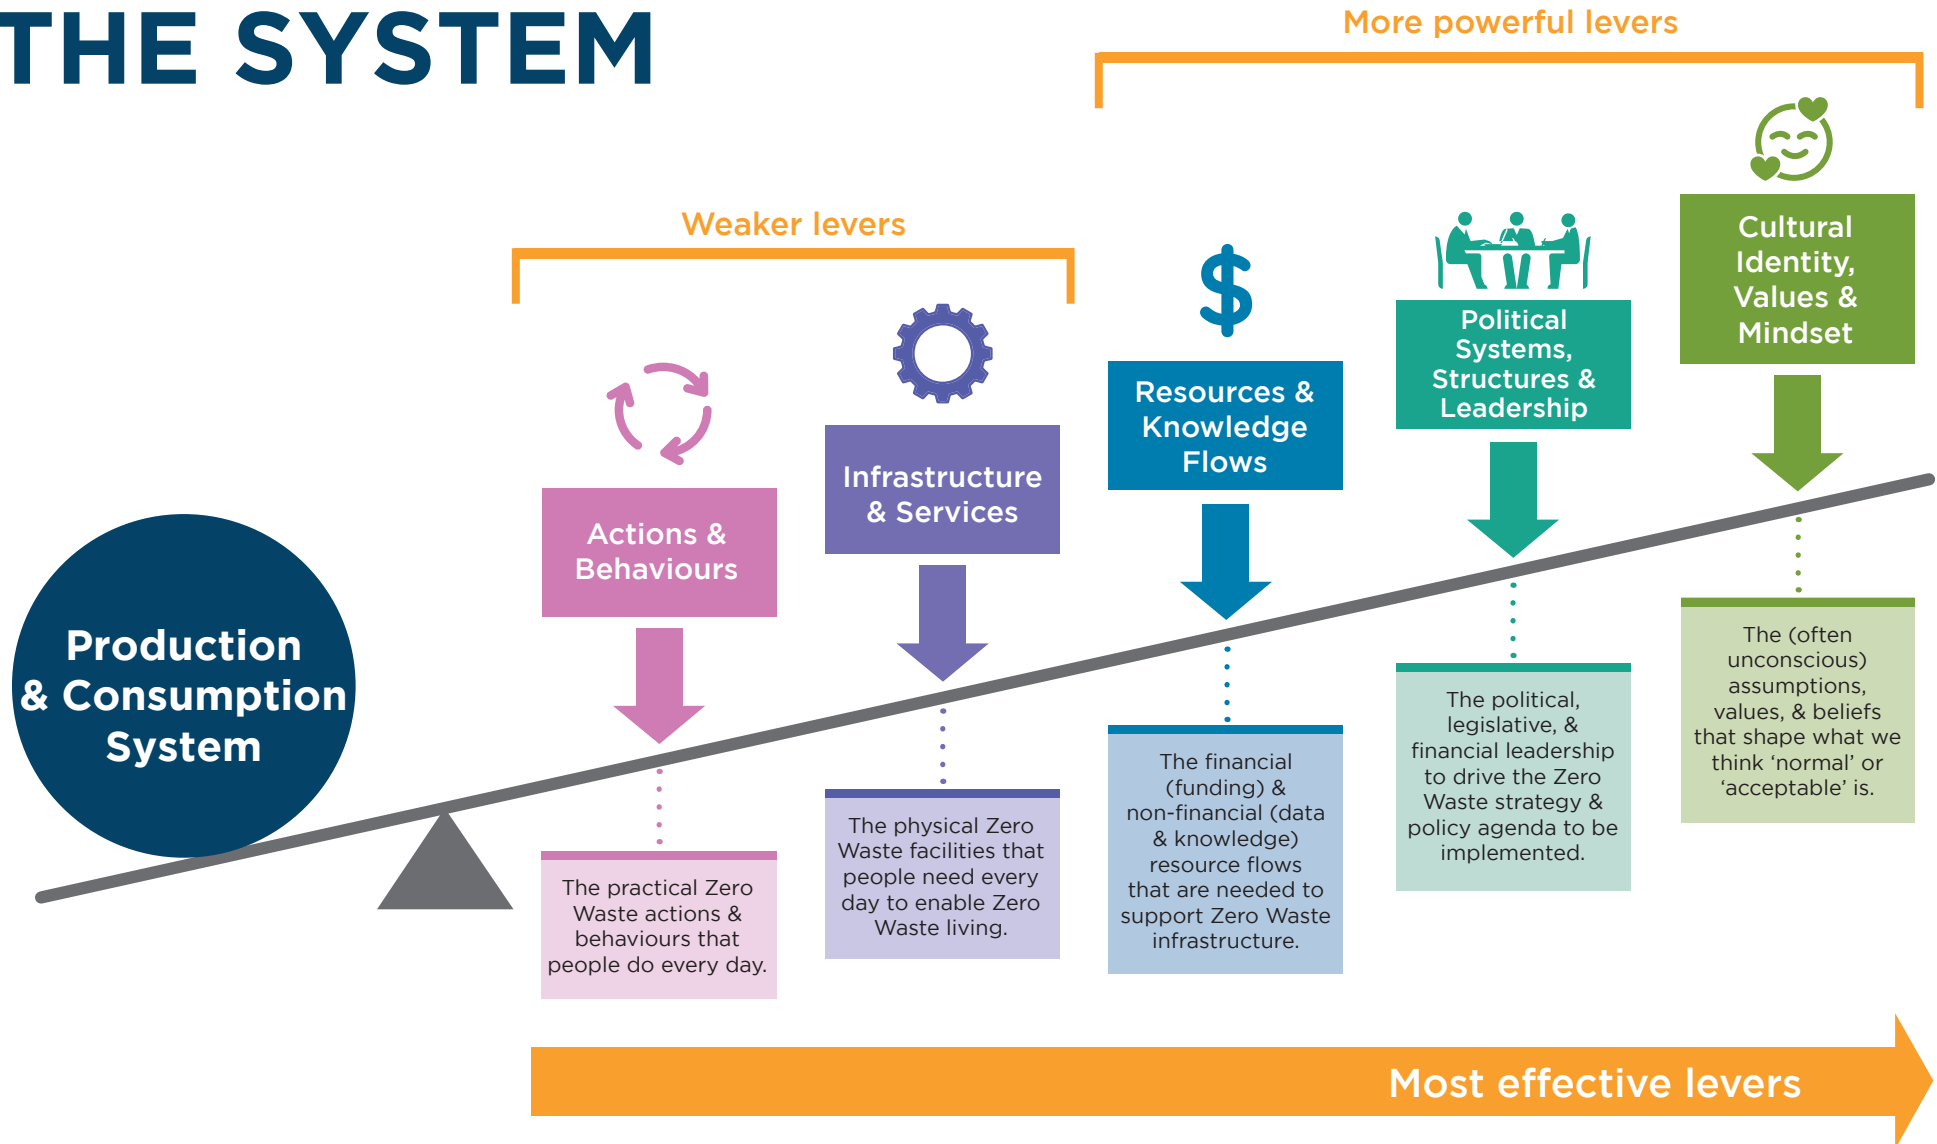 THE SYSTEM
More powerful levers
Weaker levers
Production
& Consumption
System
Actions &
Behaviours
The practical Zero
Waste actions &
behaviours that
people do every day.
Infrastructure
& Services
The physical Zero
Waste facilities that
people need every
day to enable Zero
Waste living.
Resources &
Knowledge
Flows
The financial
(funding) &
non-financial (data
& knowledge)
resource flows
that are needed to
support Zero Waste
infrastructure.
Political
Systems,
Structures &
Leadership
The political,
legislative, &
financial leadership
to drive the Zero
Waste strategy &
policy agenda to be
implemented.
Cultural
Identity,
Values &
Mindset
The (often
unconscious)
assumptions,
values, & beliefs
that shape what we
think ‘normal’ or
‘acceptable’ is.
Most effective levers